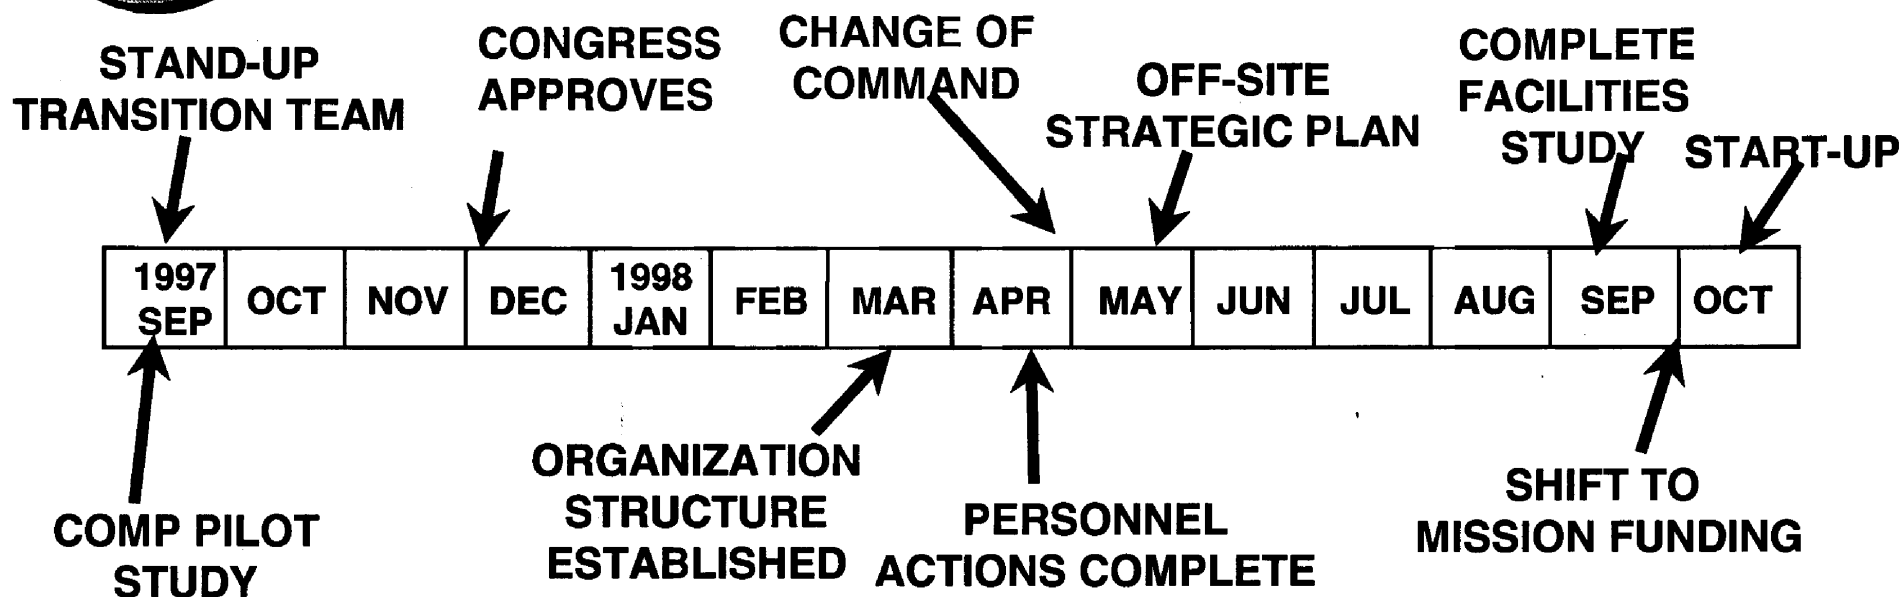 STAND-UP
TRANSITION TEAM
CONGRESS
APPROVES
CHANGE OF
COMMAND
OFF-SITE
STRATEGIC PLAN
COMPLETE
FACILITIES
STUDY
START-UP
1997
SEP
OCT
NOV
DEC
1998
JAN
FEB
MAR
APR
MAY
JUN
JUL
AUG
SEP
OCT
COMP PILOT
STUDY
ORGANIZATION
STRUCTURE
ESTABLISHED
PERSONNEL
ACTIONS COMPLETE
SHIFT TO
MISSION FUNDING